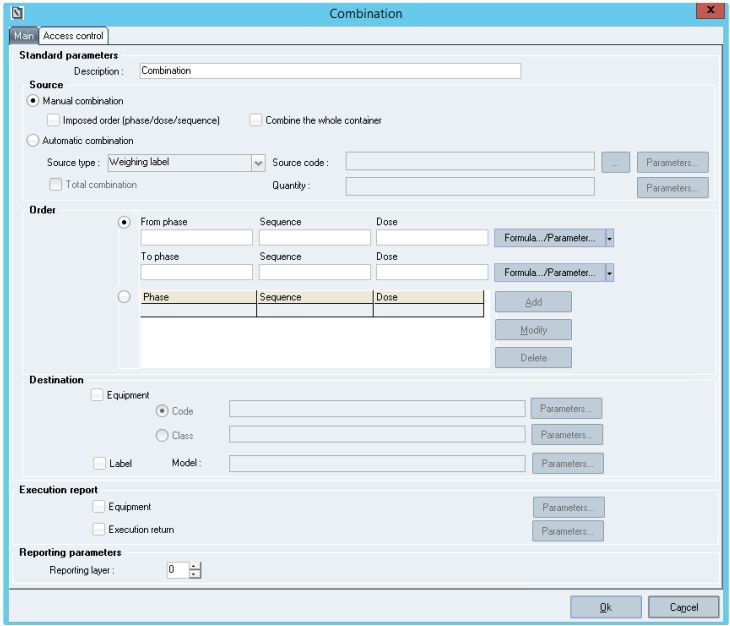 Combination
x
Main Access control
Standard parameters
Description : Combination
Source
Manual combination
Imposed order (phase/dose/sequence) Combine the whole container
Automatic combination
Source type : Weighing label Source code : ... Parameters...
Total combination Quantity : Parameters...
Order
From phase Sequence Dose
Formula.../Parameter...
To phase Sequence Dose
Formula.../Parameter...
Phase Sequence Dose Add
Modify
Delete
Destination
Equipment
Code Parameters...
Class Parameters...
Label Model : Parameters...
Execution report
Equipment Parameters...
Execution return Parameters...
Reporting parameters
Reporting layer : 0
Ok Cancel